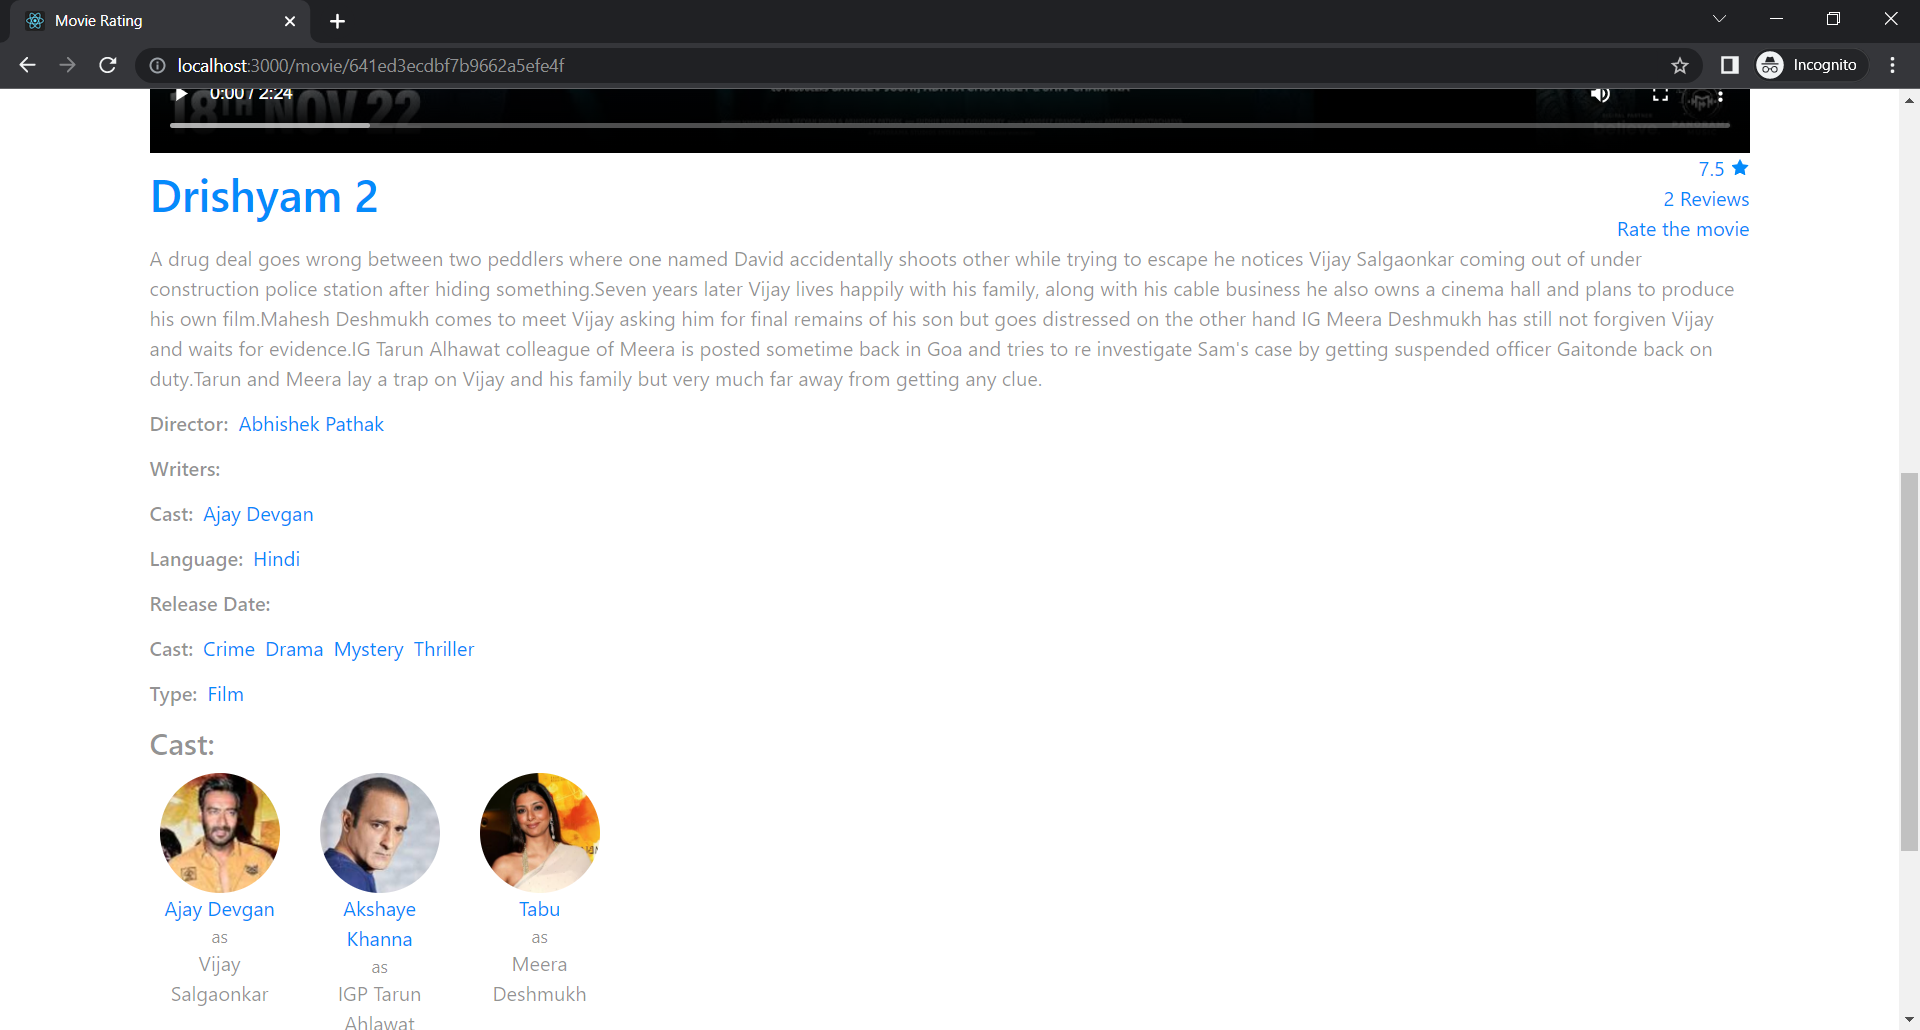 Movie Rating
localhost:3000/movie/641ed3ecdbf7b9662a5efe4f
Incognito
0:00 / 2:24
18TH NOV 22
7.5
Drishyam 2
2 Reviews
Rate the movie
A drug deal goes wrong between two peddlers where one named David accidentally shoots other while trying to escape he notices Vijay Salgaonkar coming out of under
construction police station after hiding something.Seven years later Vijay lives happily with his family, along with his cable business he also owns a cinema hall and plans to produce
his own film.Mahesh Deshmukh comes to meet Vijay asking him for final remains of his son but goes distressed on the other hand IG Meera Deshmukh has still not forgiven Vijay
and waits for evidence.IG Tarun Alhawat colleague of Meera is posted sometime back in Goa and tries to re investigate Sam's case by getting suspended officer Gaitonde back on
duty.Tarun and Meera lay a trap on Vijay and his family but very much far away from getting any clue.
Director: Abhishek Pathak
Writers:
Cast: Ajay Devgan
Language: Hindi
Release Date:
Cast: Crime Drama Mystery Thriller
Type: Film
Cast:
Ajay Devgan
as
Vijay
Salgaonkar
Akshaye
Khanna
as
IGP Tarun
Ahlawat
Tabu
as
Meera
Deshmukh